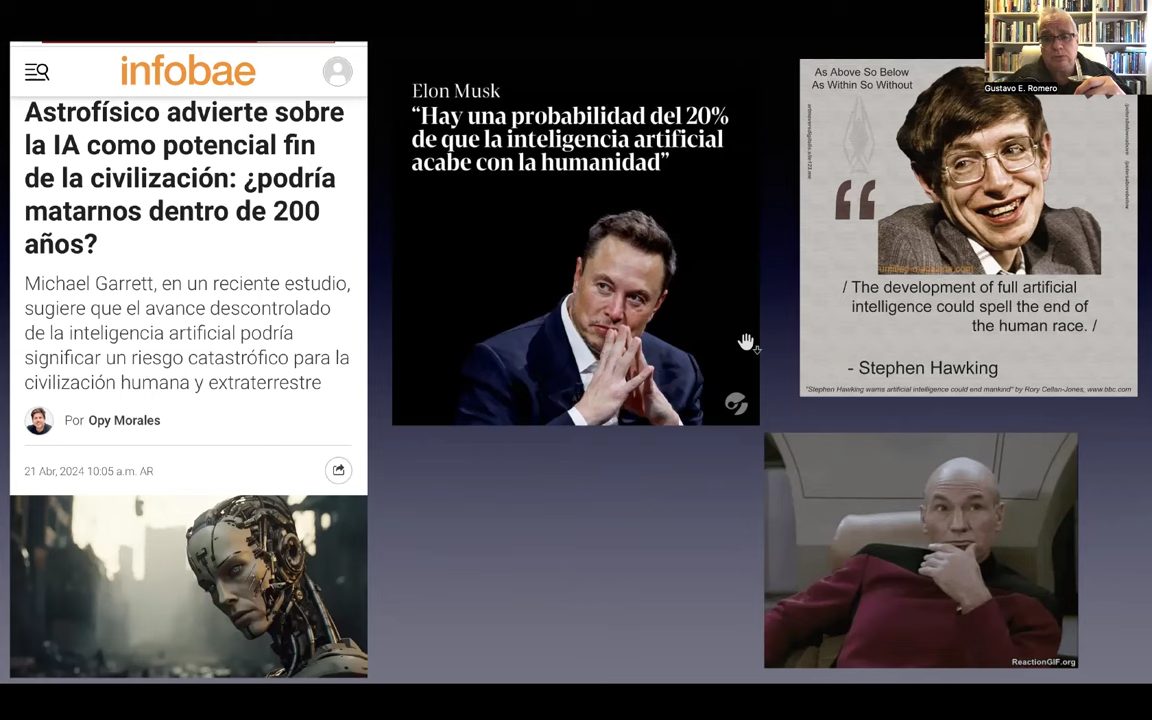 infobae
Astrofísico advierte sobre
la IA como potencial fin
de la civilización: ¿podría
matarnos dentro de 200
años?
Michael Garrett, en un reciente estudio,
sugiere que el avance descontrolado
de la inteligencia artificial podría
significar un riesgo catastrófico para la
civilización humana y extraterrestre
Por Opy Morales
21 Abr, 2024 10:05 a.m. AR
Elon Musk
“Hay una probabilidad del 20%
de que la inteligencia artificial
acabe con la humanidad”
As Above So Below
As Within So Without
/ The development of full artificial
intelligence could spell the end of
the human race. /
- Stephen Hawking
"Stephen Hawking warns artificial intelligence could end mankind" by Rory Cellan-Jones, www.bbc.com
Gustavo E. Romero
ReactionGIF.org